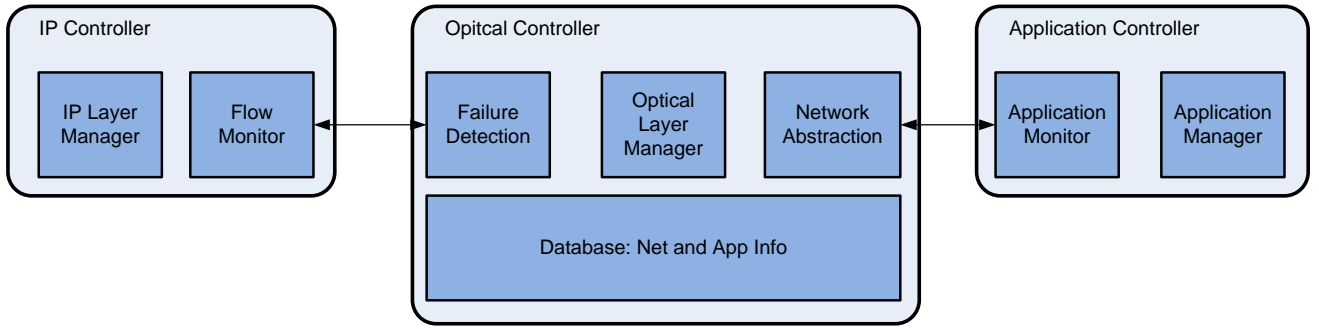 IP Controller
IP Layer
Manager
Flow
Monitor
Opitcal Controller
Failure
Detection
Optical
Layer
Manager
Network
Abstraction
Database: Net and App Info
Application Controller
Application
Monitor
Application
Manager